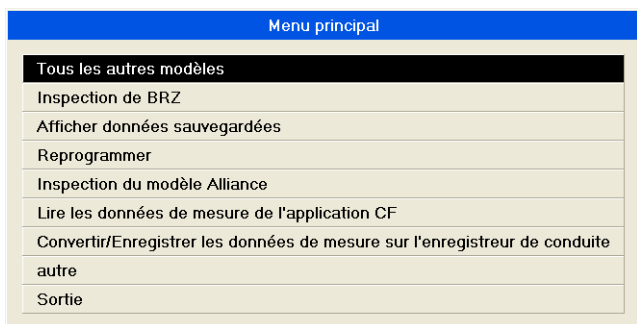 Menu principal
Tous les autres modèles
Inspection de BRZ
Afficher données sauvegardées
Reprogrammer
Inspection du modèle Alliance
Lire les données de mesure de l'application CF
Convertir/Enregistrer les données de mesure sur l'enregistreur de conduite
autre
Sortie